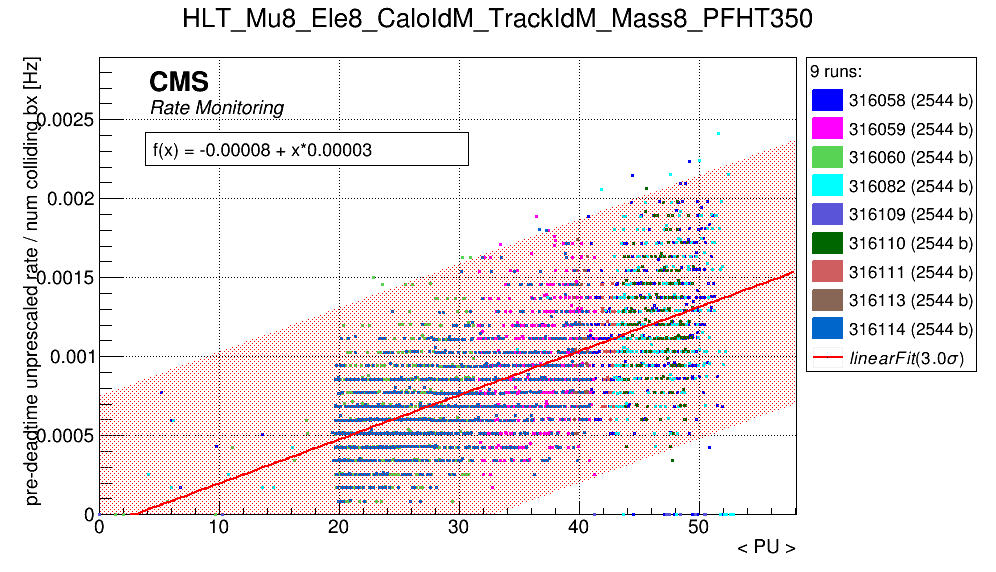 HLT_Mu8_Ele8_CaloIdM_TrackIdM_Mass8_PFHT350
pre-deadtime unprescaled rate / num colliding bx [Hz]
CMS
Rate Monitoring
f(x) = -0.00008 + x*0.00003
0.0025
0.002
0.0015
0.001
0.0005
0
0 10 20 30 40 50
< PU >
9 runs:
316058 (2544 b)
316059 (2544 b)
316060 (2544 b)
316082 (2544 b)
316109 (2544 b)
316110 (2544 b)
316111 (2544 b)
316113 (2544 b)
316114 (2544 b)
linearFit(3.0σ)